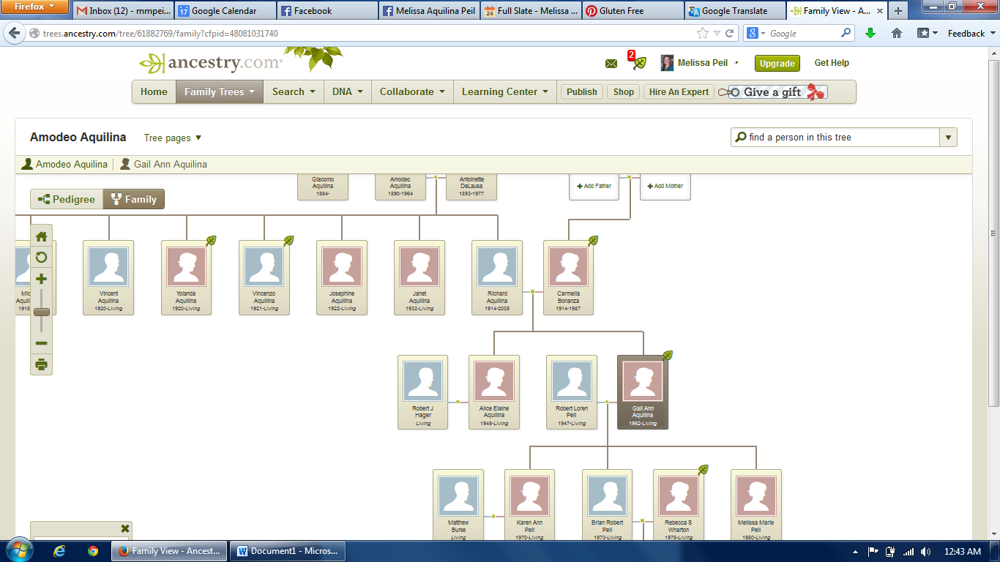 Firefox
Inbox (12) - mmpei...
Google Calendar
Facebook
Melissa Aquilina Peil
Full Slate - Melissa ...
Gluten Free
Google Translate
Family View - A...
trees.ancestry.com/tree/61882769/family?cfpid=48081031740
Google
Feedback
ancestry.com
2
Melissa Peil
Upgrade
Get Help
Home
Family Trees
Search
DNA
Collaborate
Learning Center
Publish
Shop
Hire An Expert
Give a gift
Amodeo Aquilina
Tree pages
find a person in this tree
Amodeo Aquilina
Gail Ann Aquilina
Pedigree
Family
Giacomo
Aquilina
1864-
Amodeo
Aquilina
1890-1964
Antoinette
DeLausa
1893-1977
Add Father
Add Mother
1918
Vincent
Aquilina
1920-Living
Yolanda
Aquilina
1920-Living
Vincenzo
Aquilina
1921-Living
Josephine
Aquilina
1922-Living
Janet
Aquilina
1932-Living
Richard
Aquilina
1914-2005
Carmella
Bonanza
1914-1987
Robert J
Hager
Living
Alice Elaine
Aquilina
1945-Living
Robert Loren
Peil
1947-Living
Gail Ann
Aquilina
1952-Living
Matthew
Burke
Living
Karen Ann
Peil
1970-Living
Brian Robert
Peil
1973-Living
Rebecca S
Wharton
1975-Living
Melissa Marie
Peil
1980-Living
Family View - Ancest...
Document1 - Micros...
12:43 AM